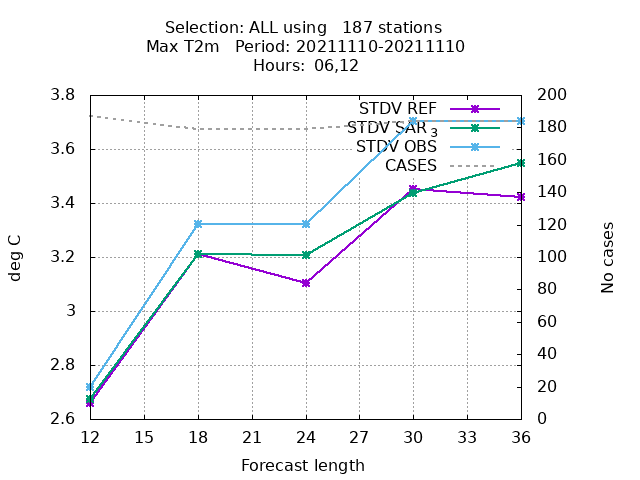 Selection: ALL using   187 stations
Max T2m   Period: 20211110-20211110
Hours:  06,12
3.8
3.6
3.4
3.2
3
2.8
2.6
200
180
160
140
120
100
80
60
40
20
0
STDV REF
STDV SAR 3
STDV OBS
CASES
deg C
No cases
12 15 18 21 24 27 30 33 36
Forecast length